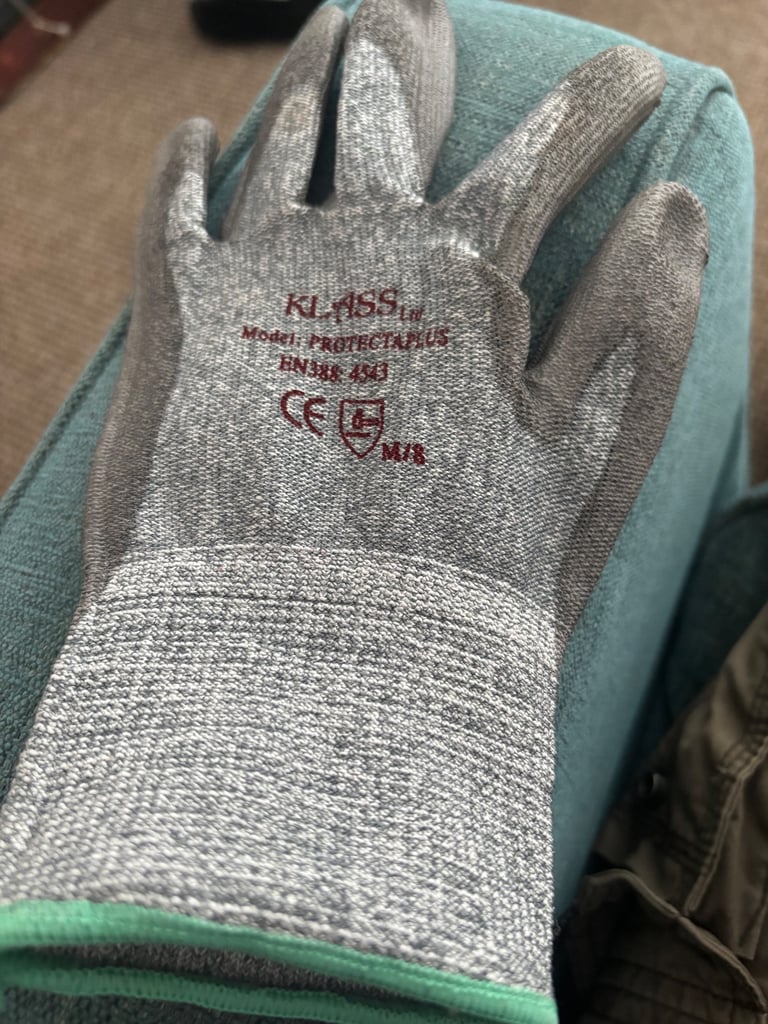 KLASS Ltd
Model: PROTECTAPLUS
EN388: 4543
CE
M/8